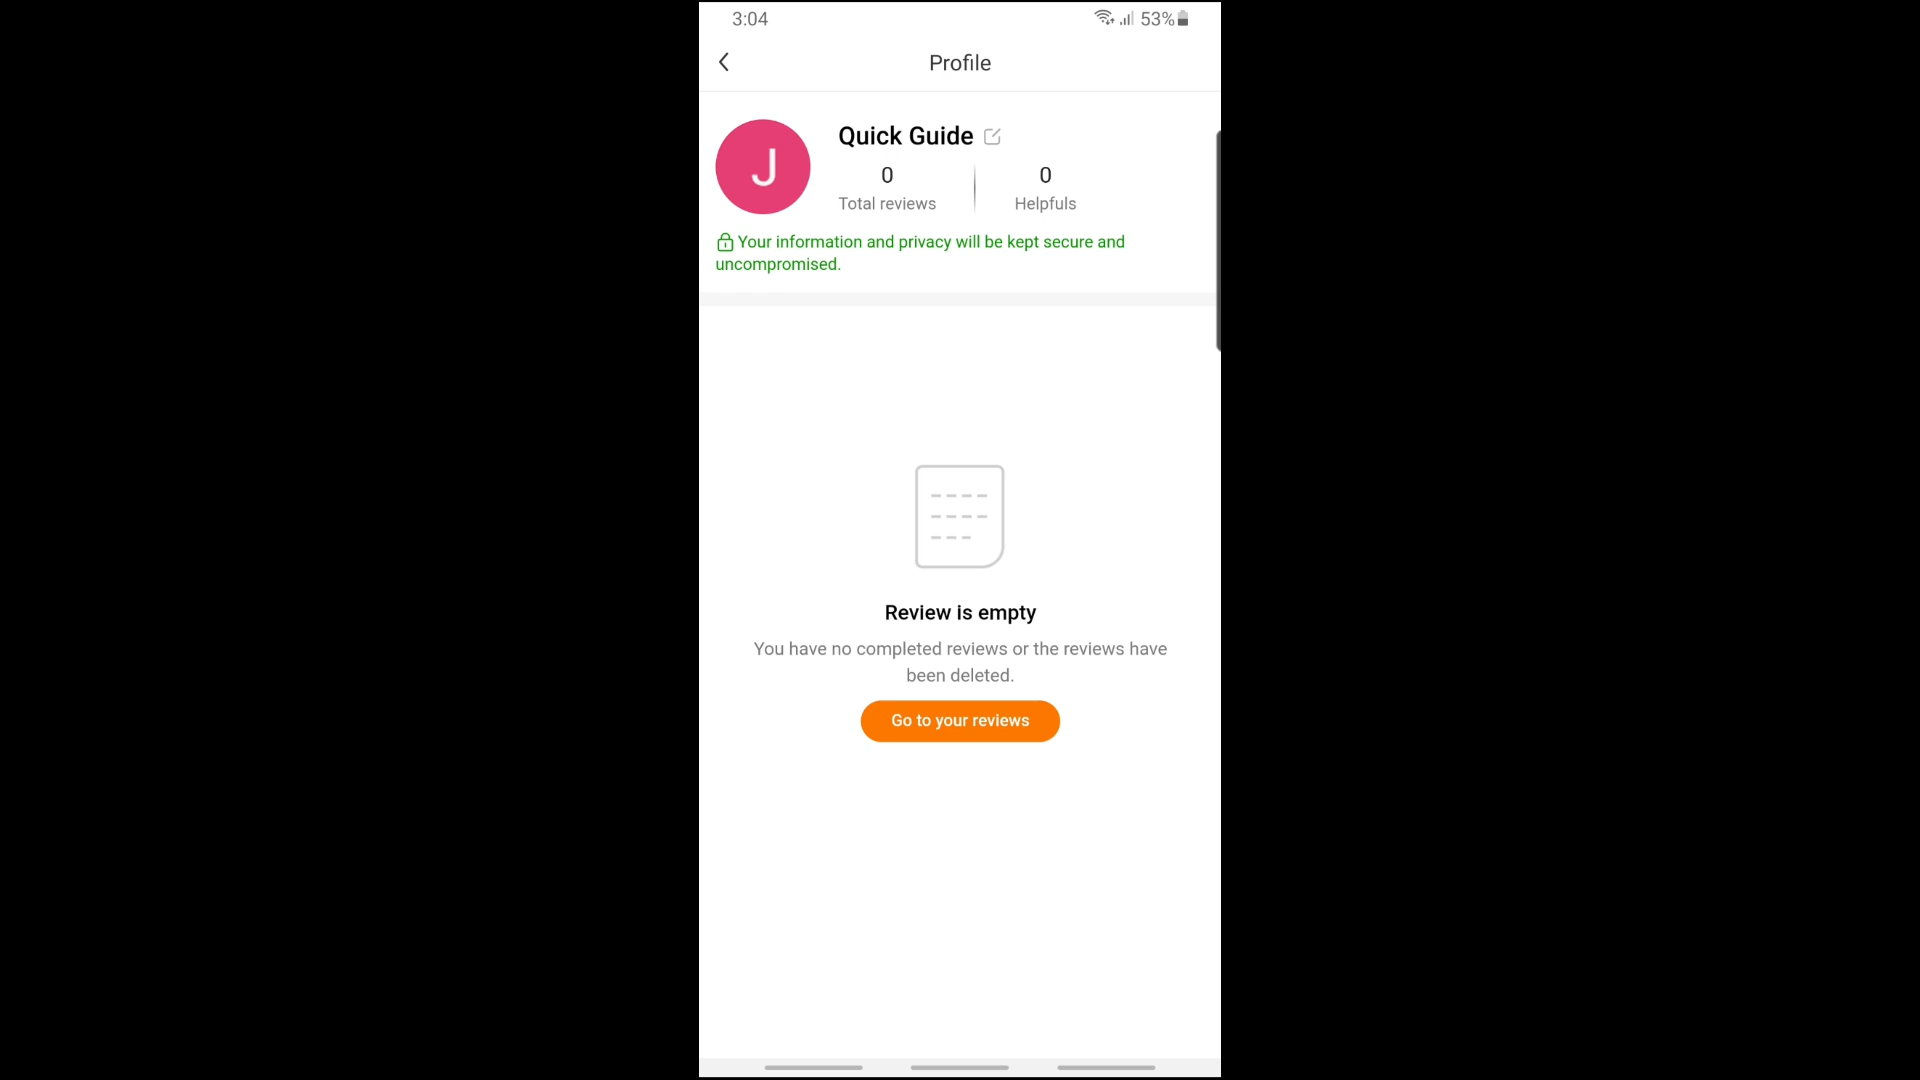 3:04
53%
Profile
J
Quick Guide
0
Total reviews
0
Helpfuls
Your information and privacy will be kept secure and
uncompromised.
Review is empty
You have no completed reviews or the reviews have
been deleted.
Go to your reviews